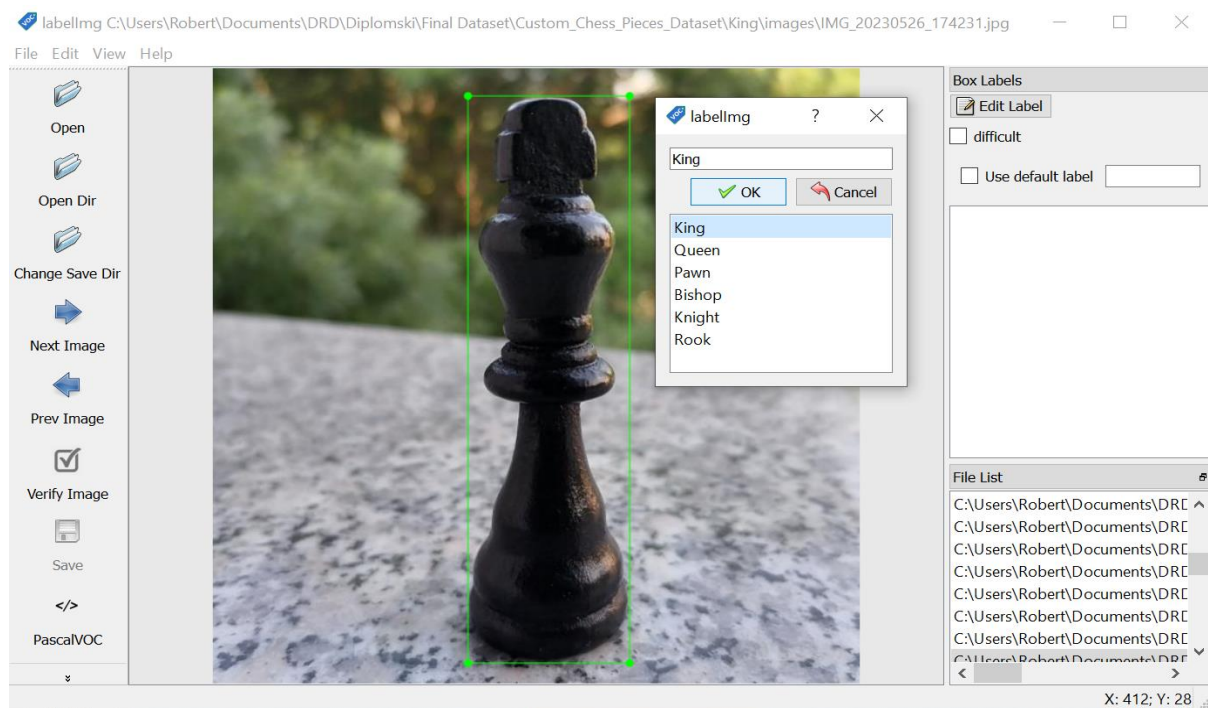 labelImg C:\Users\Robert\Documents\DRD\Diplomski\Final Dataset\Custom_Chess_Pieces_Dataset\King\images\IMG_20230526_174231.jpg
File Edit View Help
Open
Open Dir
Change Save Dir
Next Image
Prev Image
Verify Image
Save
</>
PascalVOC
labelImg ?
King
OK Cancel
King
Queen
Pawn
Bishop
Knight
Rook
Box Labels
Edit Label
difficult
Use default label
File List
C:\Users\Robert\Documents\DRD
C:\Users\Robert\Documents\DRD
C:\Users\Robert\Documents\DRD
C:\Users\Robert\Documents\DRD
C:\Users\Robert\Documents\DRD
C:\Users\Robert\Documents\DRD
C:\Users\Robert\Documents\DRD
C:\Users\Robert\Documents\DRD
X: 412; Y: 28